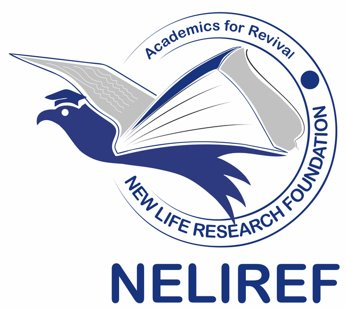 Academics for Revival
NEW LIFE RESEARCH FOUNDATION
NELIREF